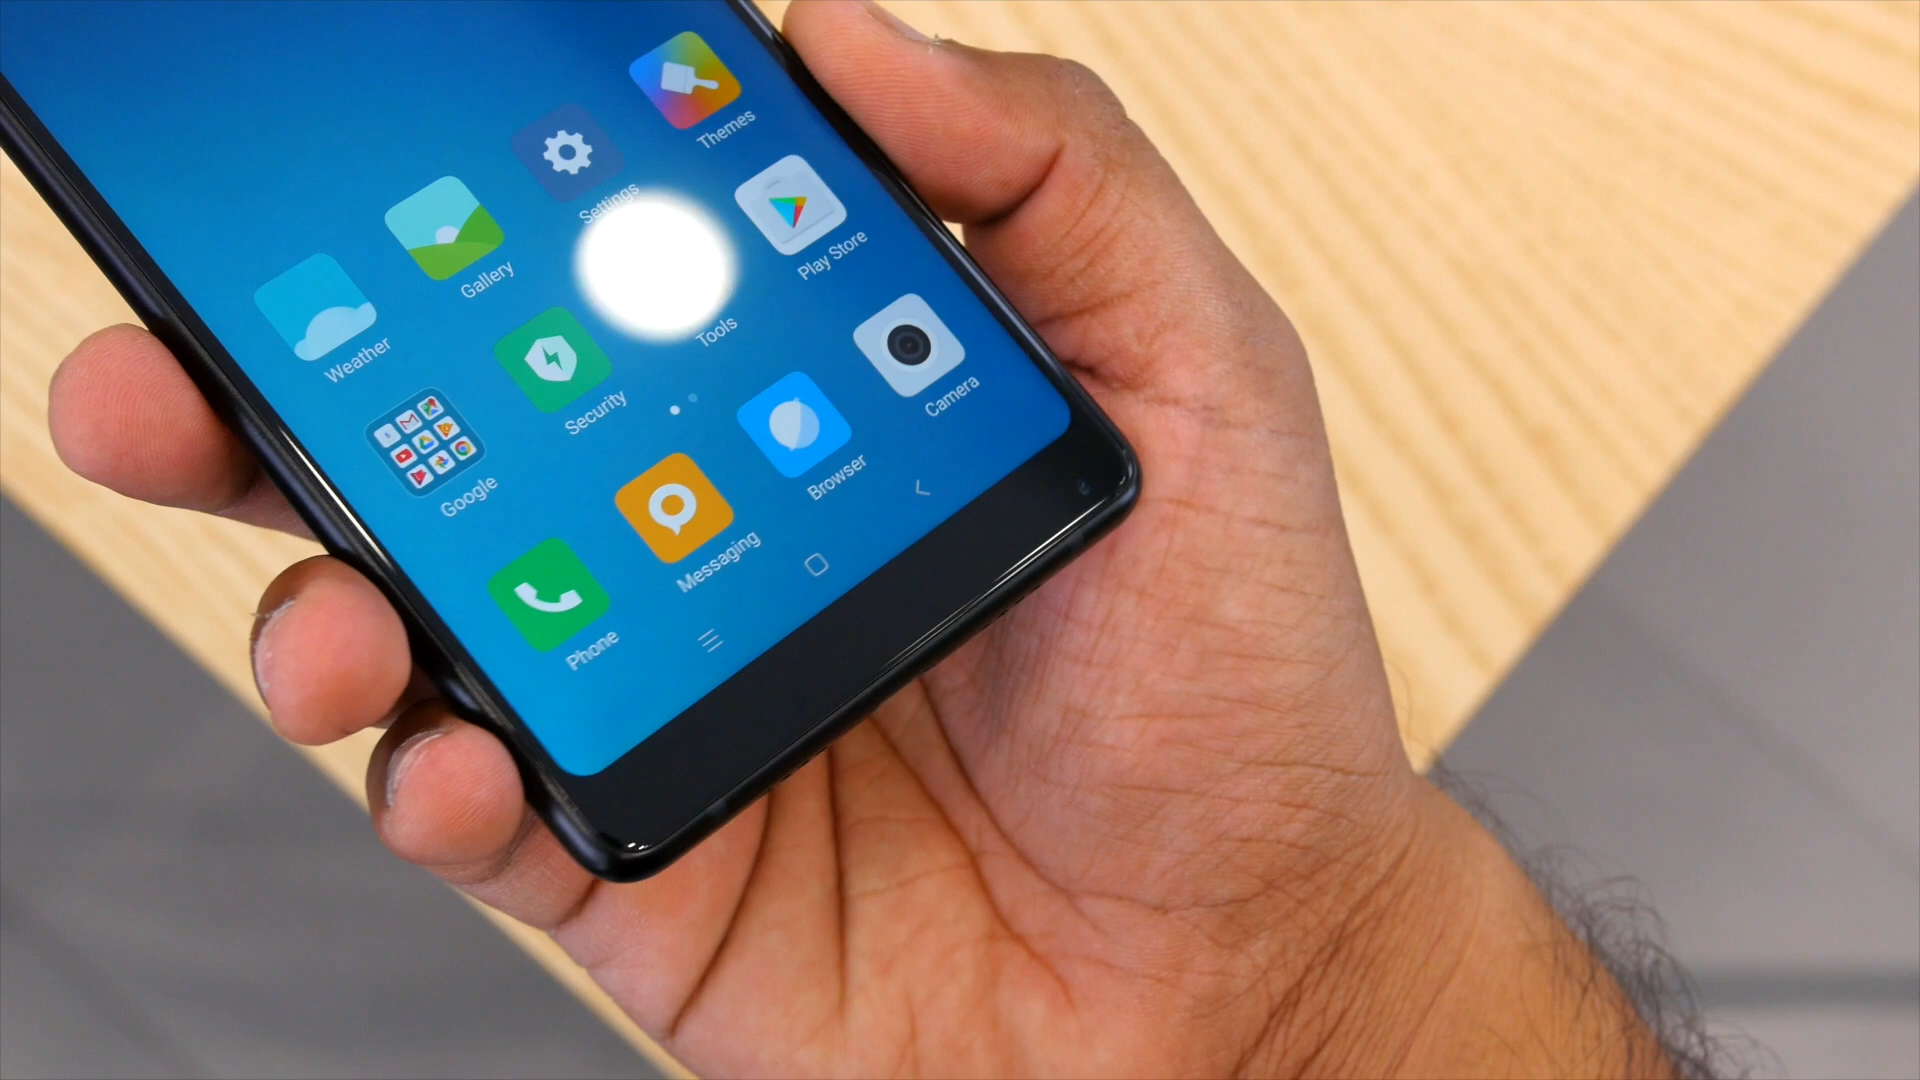 Themes
Settings
Gallery
Weather
Play Store
Tools
Security
Google
Camera
Browser
Messaging
Phone